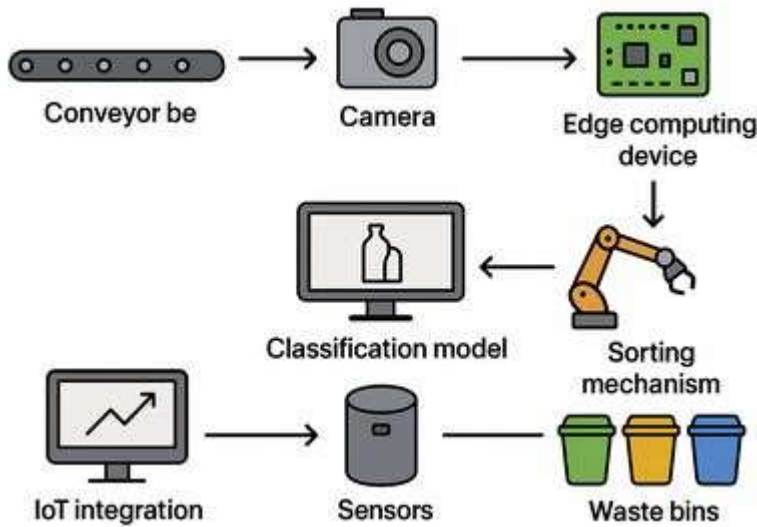 Conveyor be
Camera
Edge computing
device
Classification model
Sorting
mechanism
IoT integration
Sensors
Waste bins